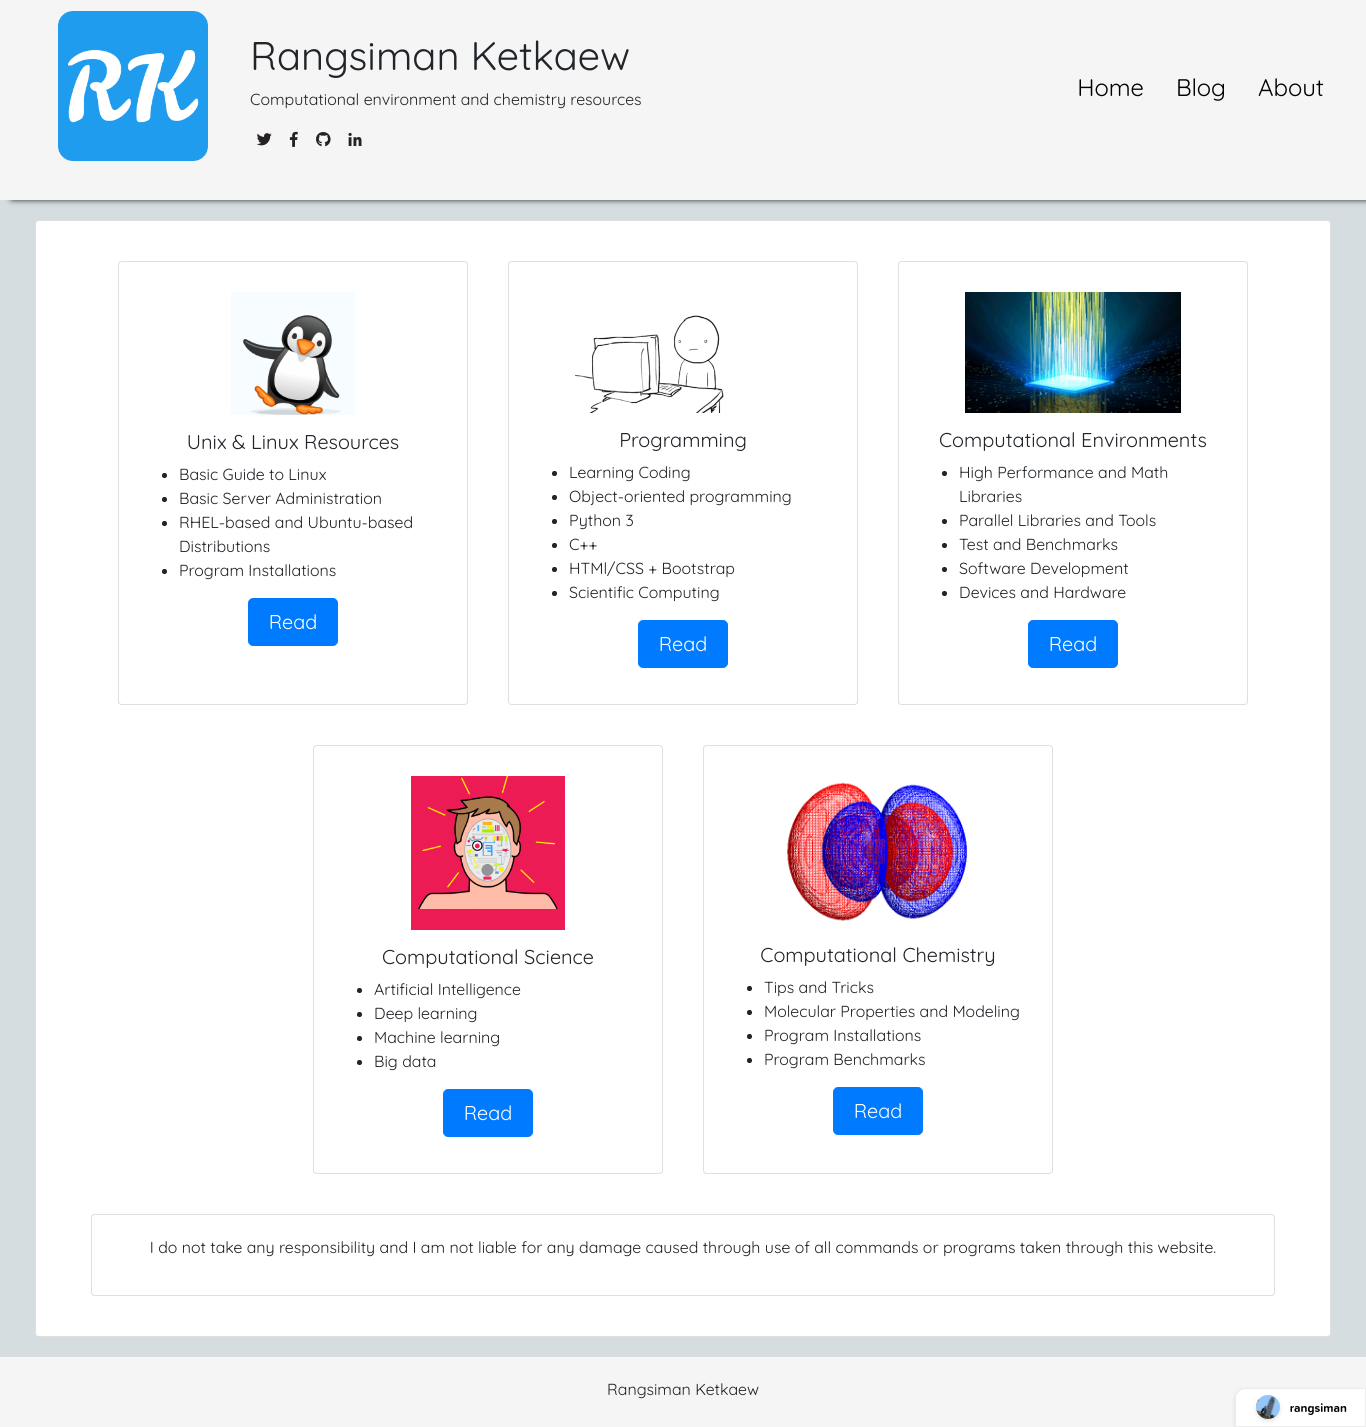 RK
Rangsiman Ketkaew
Computational environment and chemistry resources
Home
Blog
About
Unix & Linux Resources
Basic Guide to Linux
Basic Server Administration
RHEL-based and Ubuntu-based
Distributions
Program Installations
Read
Programming
Learning Coding
Object-oriented programming
Python 3
C++
HTMl/CSS + Bootstrap
Scientific Computing
Read
Computational Environments
High Performance and Math
Libraries
Parallel Libraries and Tools
Test and Benchmarks
Software Development
Devices and Hardware
Read
Computational Science
Artificial Intelligence
Deep learning
Machine learning
Big data
Read
Computational Chemistry
Tips and Tricks
Molecular Properties and Modeling
Program Installations
Program Benchmarks
Read
I do not take any responsibility and I am not liable for any damage caused through use of all commands or programs taken through this website.
Rangsiman Ketkaew
rangsiman